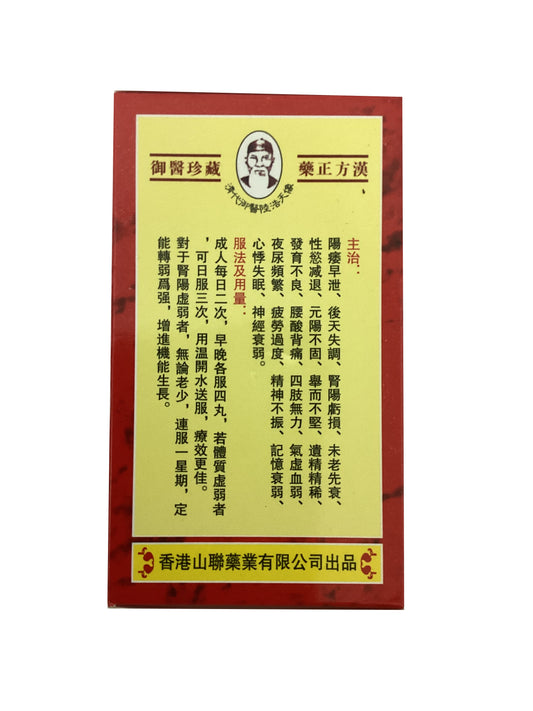 御醫珍藏
藥正方漢
主治：
陽痿早泄、後天失調、腎陽虧損、未老先衰、
性慾减退、元陽不固、舉而不堅、遺精精稀、
發育不良、腰酸背痛、四肢無力、氣虛血弱、
夜尿頻繁、疲勞過度、精神不振、記憶衰弱、
心悸失眠、神經衰弱。
服法及用量：
成人每日二次，早晚各服四丸，若體質虛弱者
，可日服三次，用溫開水送服，療效更佳。
對于腎陽虛弱者，無論老少，連服一星期，定
能轉弱爲强，增進機能生長。
香港山聯藥業有限公司出品